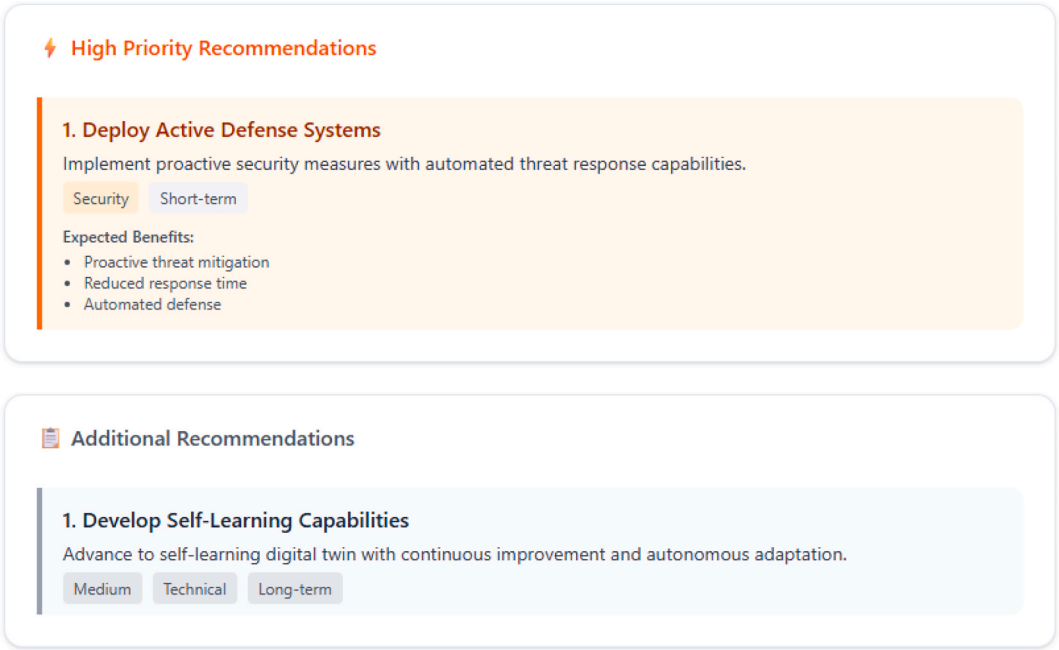 High Priority Recommendations
1. Deploy Active Defense Systems
Implement proactive security measures with automated threat response capabilities.
Security Short-term
Expected Benefits:
• Proactive threat mitigation
• Reduced response time
• Automated defense
Additional Recommendations
1. Develop Self-Learning Capabilities
Advance to self-learning digital twin with continuous improvement and autonomous adaptation.
Medium Technical Long-term